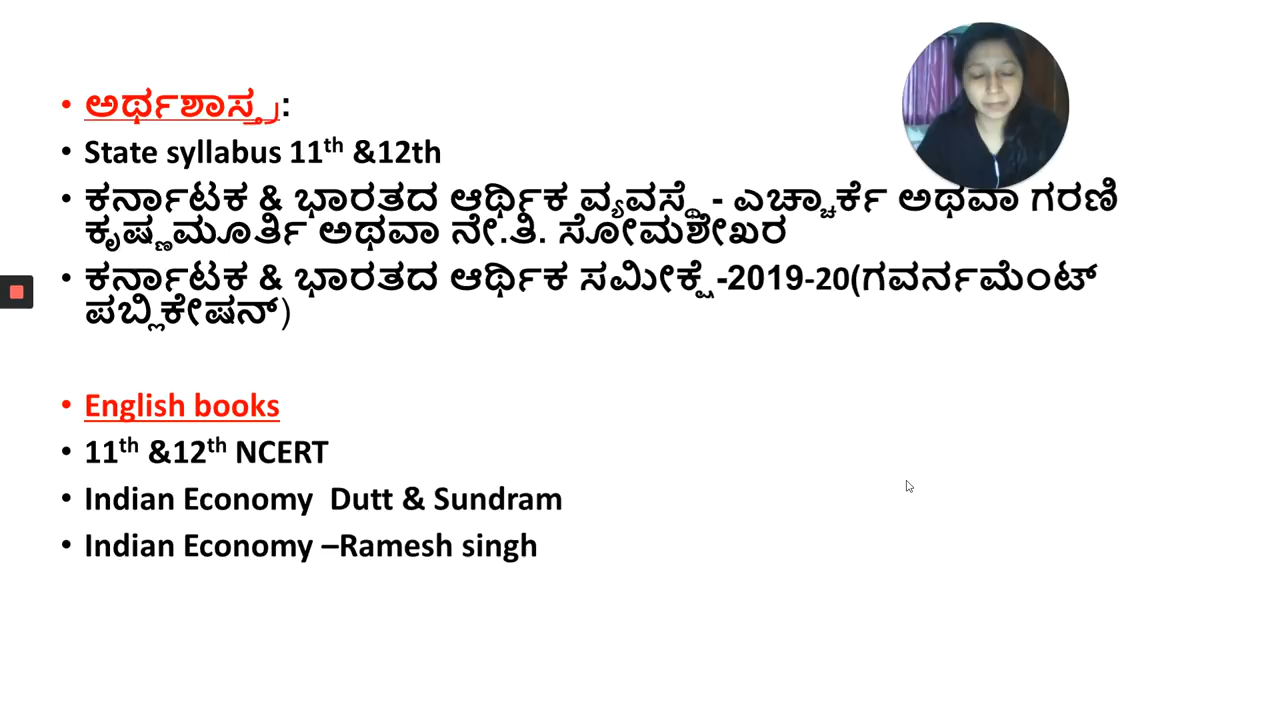 • ಅರ್ಥಶಾಸ್ತ್ರ:
• State syllabus 11th &12th
• ಕರ್ನಾಟಕ & ಭಾರತದ ಆರ್ಥಿಕ ವ್ಯವಸ್ಥೆ - ಎಚ್ಚಾರ್ಕೆ ಅಥವಾ ಗರಣಿ
ಕೃಷ್ಣಮೂರ್ತಿ ಅಥವಾ ನೇ.ತಿ. ಸೋಮಶೇಖರ
• ಕರ್ನಾಟಕ & ಭಾರತದ ಆರ್ಥಿಕ ಸಮೀಕ್ಷೆ-2019-20(ಗವರ್ನಮೆಂಟ್
ಪಬ್ಲಿಕೇಷನ್)
• English books
• 11th &12th NCERT
• Indian Economy  Dutt & Sundram
• Indian Economy –Ramesh singh